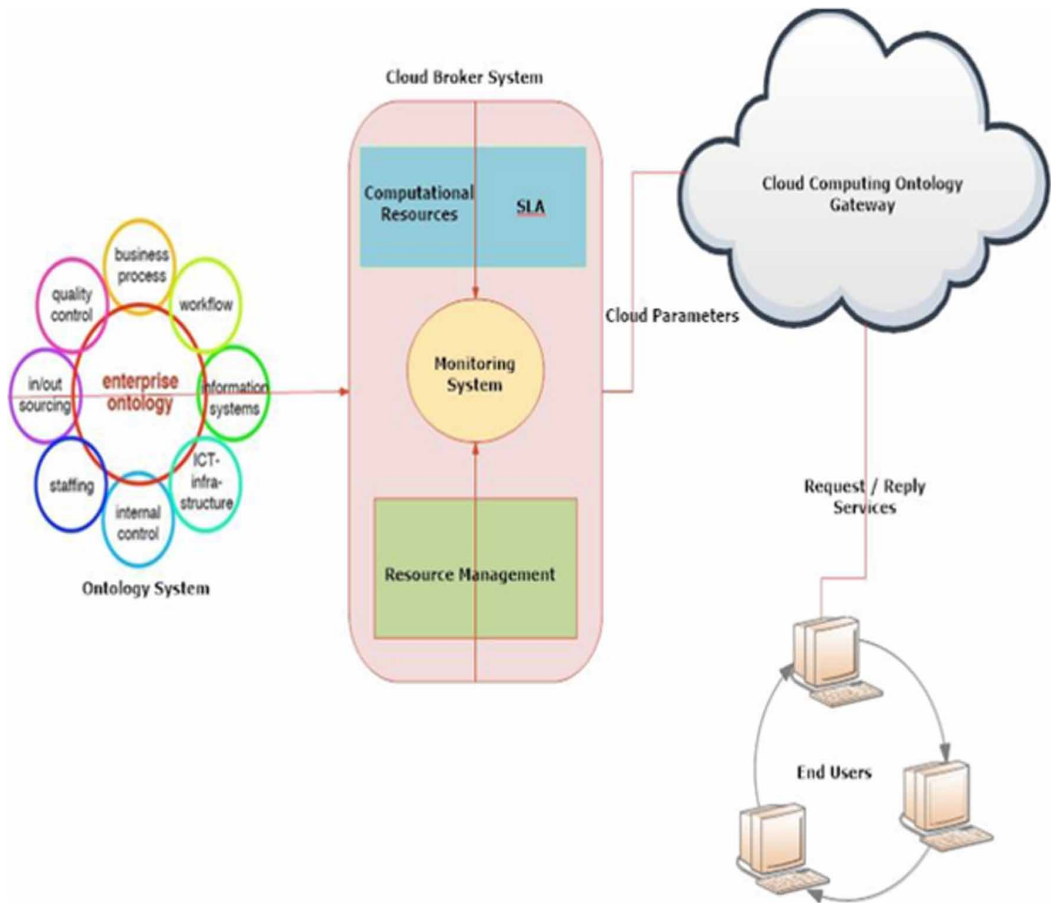 Cloud Broker System
Computational
Resources
SLA
Cloud Computing Ontology
Gateway
business
process
quality
control
workflow
in/out
sourcing
enterprise
ontology
information
systems
staffing
ICT-
infra-
structure
internal
control
Ontology System
Monitoring
System
Cloud Parameters
Resource Management
Request / Reply
Services
End Users